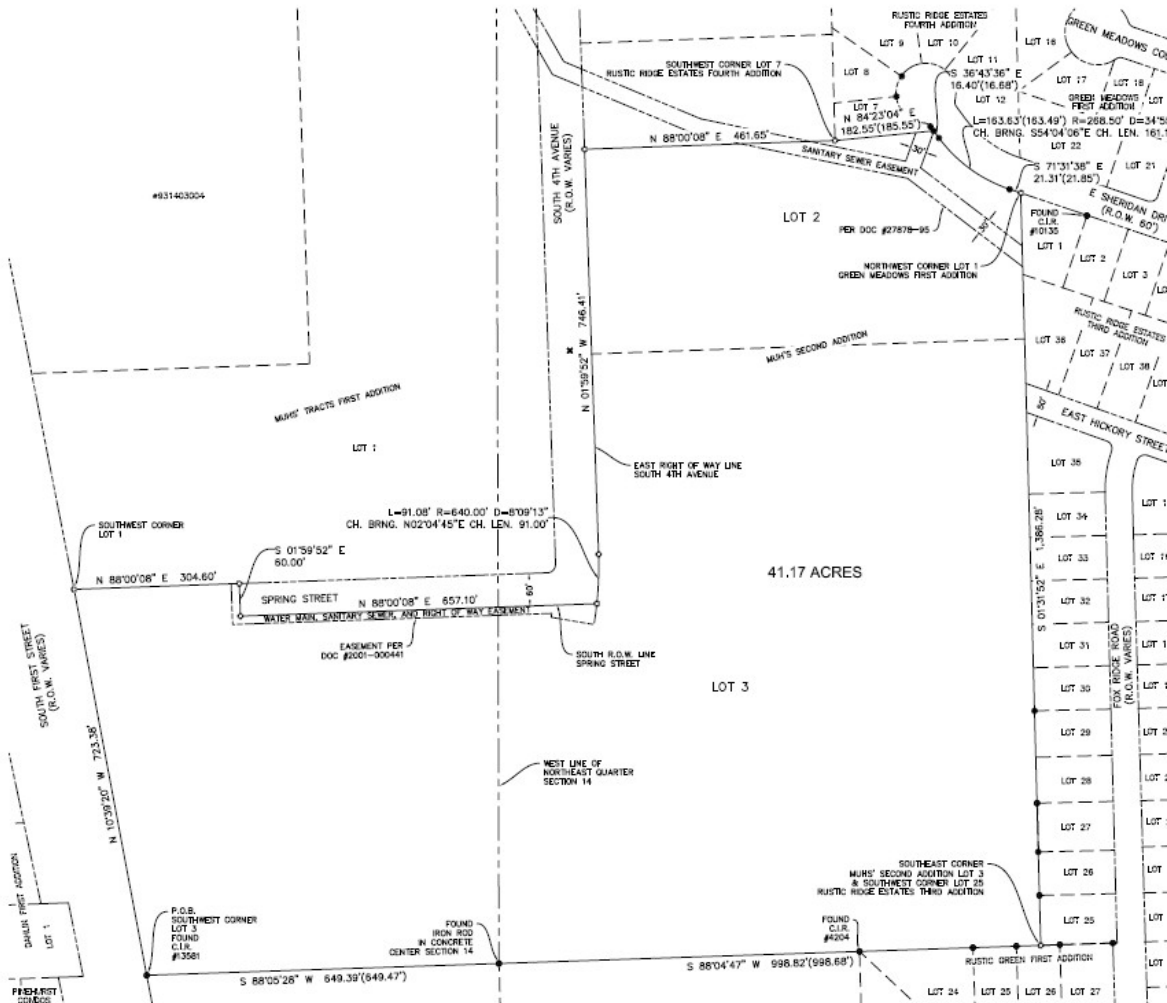 RUSTIC RIDGE ESTATES
FOURTH ADDITION
LOT 9
LOT 10
LOT 11
LOT 16
LOT 8
LOT 17
LOT 18
LOT
GREEN MEADOWS
FIRST ADDITION
SOUTHWEST CORNER LOT 7
RUSTIC RIDGE ESTATES FOURTH ADDITION
S 36°43'36" E
16.40'(16.68')
LOT 12
LOT 7
N 84°23'04" E
182.55'(185.55')
L=163.63'(163.49') R=268.50'
CH. BRNG. S54°04'06"E CH. LEN.
LOT 22
LOT 21
N 88°00'08" E 461.65'
SANITARY SEWER EASEMENT
30'
S 71°31'38" E
21.31'(21.85')
E SHERIDAN
(R.O.W. 60')
SOUTH 4TH AVENUE
(R.O.W. VARIES)
#931403004
LOT 2
PER DOC #27878-95
30'
FOUND
C.I.R.
#10135
LOT 1
LOT 2
LOT 3
NORTHWEST CORNER LOT 1
GREEN MEADOWS FIRST ADDITION
RUSTIC RIDGE ESTATES
THIRD ADDITION
LOT 36
LOT 37
LOT 38
N 01°59'52" W 746.41'
MUH'S SECOND ADDITION
MUHS' TRACTS FIRST ADDITION
LOT 1
50'
EAST HICKORY STREET
EAST RIGHT OF WAY LINE
SOUTH 4TH AVENUE
LOT 35
L=91.08' R=640.00' D=8°09'13"
CH. BRNG. N02°04'45"E CH. LEN. 91.00'
SOUTHWEST CORNER
LOT 1
LOT 34
S 01°59'52" E
60.00'
N 88°00'08" E 304.60'
LOT 33
41.17 ACRES
S 01°31'52" E 1,386.28'
SPRING STREET
N 88°00'08" E 657.10'
60'
WATER MAIN, SANITARY SEWER, AND RIGHT OF WAY EASEMENT
LOT 32
EASEMENT PER
DOC #2001-000441
SOUTH R.O.W. LINE
SPRING STREET
LOT 31
SOUTH FIRST STREET
(R.O.W. VARIES)
LOT 3
LOT 30
FOX RIDGE ROAD
(R.O.W. VARIES)
LOT 29
N 10°39'20" W 723.38'
WEST LINE OF
NORTHEAST QUARTER
SECTION 14
LOT 28
LOT 27
SOUTHEAST CORNER
MUHS' SECOND ADDITION LOT 3
& SOUTHWEST CORNER LOT 25
RUSTIC RIDGE ESTATES THIRD ADDITION
LOT 26
DAHLIN FIRST ADDITION
LOT 1
P.O.B.
SOUTHWEST CORNER
LOT 3
FOUND
C.I.R.
#13581
FOUND
IRON ROD
IN CONCRETE
CENTER SECTION 14
FOUND
C.I.R.
#4204
LOT 25
S 88°05'28" W 649.39'(649.47')
S 88°04'47" W 998.82'(998.68')
RUSTIC GREEN FIRST ADDITION
PINEHURST
CONDOS
LOT 24
LOT 25
LOT 26
LOT 27